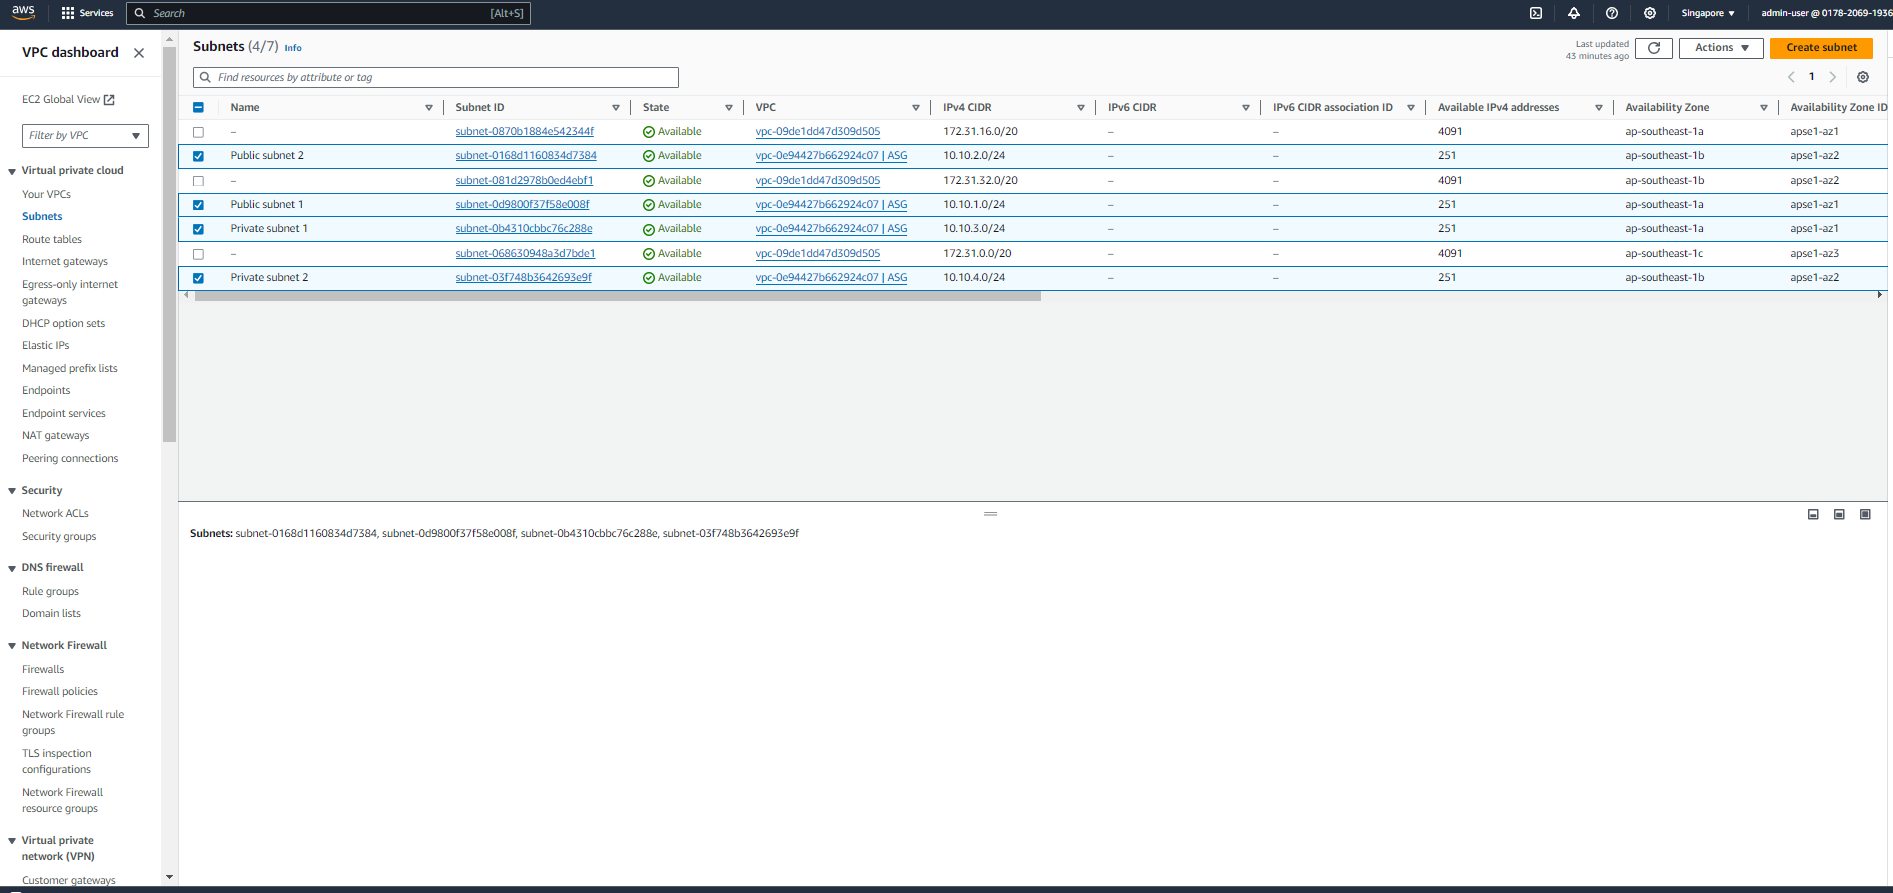 aws Services Search [Alt+S] Singapore admin-user @ 0178-2069-1936
VPC dashboard
EC2 Global View
Filter by VPC
Virtual private cloud
Your VPCs
Subnets
Route tables
Internet gateways
Egress-only internet
gateways
DHCP option sets
Elastic IPs
Managed prefix lists
Endpoints
Endpoint services
NAT gateways
Peering connections
Security
Network ACLs
Security groups
DNS firewall
Rule groups
Domain lists
Network Firewall
Firewalls
Firewall policies
Network Firewall rule
groups
TLS inspection
configurations
Network Firewall
resource groups
Virtual private
network (VPN)
Customer gateways
Subnets (4/7) Info
Last updated
43 minutes ago
Actions
Create subnet
Find resources by attribute or tag
1
Name Subnet ID State VPC IPv4 CIDR IPv6 CIDR IPv6 CIDR association ID Available IPv4 addresses Availability Zone Availability Zone ID
– subnet-0870b1884e542344f Available vpc-09de1dd47d309d505 172.31.16.0/20 – – 4091 ap-southeast-1a apse1-az1
Public subnet 2 subnet-0168d1160834d7384 Available vpc-0e94427b662924c07 | ASG 10.10.2.0/24 – – 251 ap-southeast-1b apse1-az2
– subnet-081d2978b0ed4ebf1 Available vpc-09de1dd47d309d505 172.31.32.0/20 – – 4091 ap-southeast-1b apse1-az2
Public subnet 1 subnet-0d9800f37f58e008f Available vpc-0e94427b662924c07 | ASG 10.10.1.0/24 – – 251 ap-southeast-1a apse1-az1
Private subnet 1 subnet-0b4310cbbc76c288e Available vpc-0e94427b662924c07 | ASG 10.10.3.0/24 – – 251 ap-southeast-1a apse1-az1
– subnet-068630948a3d7bde1 Available vpc-09de1dd47d309d505 172.31.0.0/20 – – 4091 ap-southeast-1c apse1-az3
Private subnet 2 subnet-03f748b3642693e9f Available vpc-0e94427b662924c07 | ASG 10.10.4.0/24 – – 251 ap-southeast-1b apse1-az2
Subnets: subnet-0168d1160834d7384, subnet-0d9800f37f58e008f, subnet-0b4310cbbc76c288e, subnet-03f748b3642693e9f